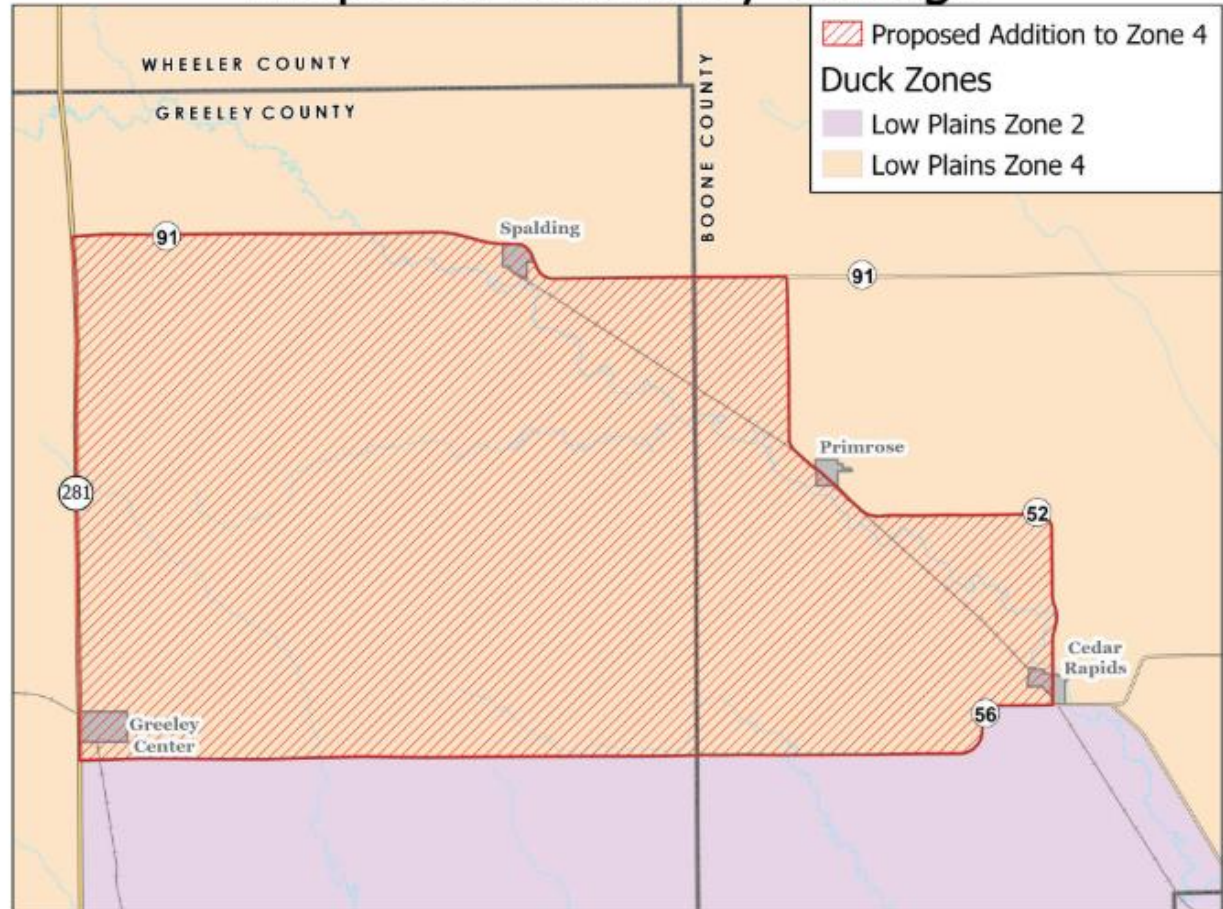 Proposed Addition to Zone 4
Duck Zones
Low Plains Zone 2
Low Plains Zone 4
WHEELER COUNTY
GREELEY COUNTY
BOONE COUNTY
91
Spalding
91
281
Primrose
52
Cedar
Rapids
56
Greeley
Center